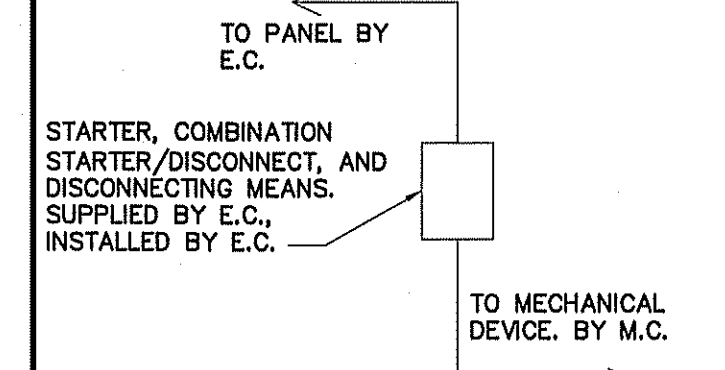 TO PANEL BY
E.C.
STARTER, COMBINATION
STARTER/DISCONNECT, AND
DISCONNECTING MEANS.
SUPPLIED BY E.C.,
INSTALLED BY E.C.
TO MECHANICAL
DEVICE. BY M.C.